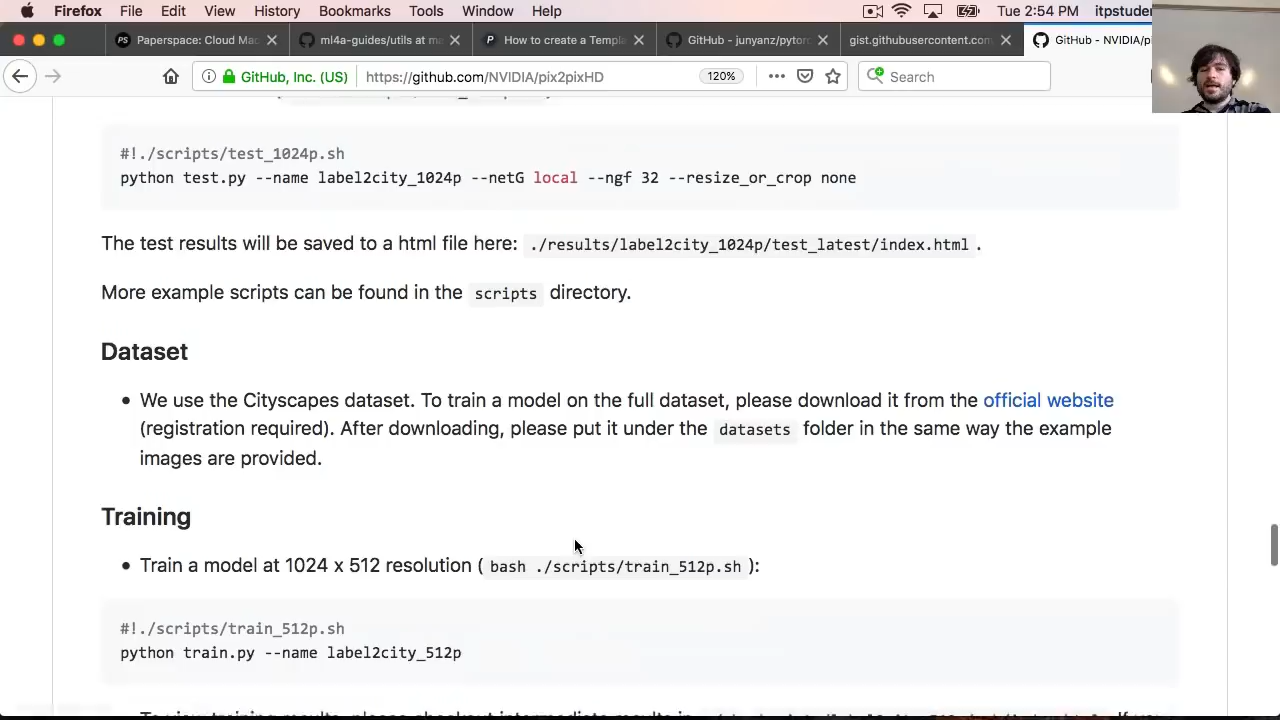 Firefox File Edit View History Bookmarks Tools Window Help Tue 2:54 PM itpstuden
Paperspace: Cloud Mac ml4a-guides/utils at ma How to create a Templa GitHub - junyanz/pytorc gist.githubusercontent.com GitHub - NVIDIA/pi
GitHub, Inc. (US) https://github.com/NVIDIA/pix2pixHD 120% Search
#!./scripts/test_1024p.sh
python test.py --name label2city_1024p --netG local --ngf 32 --resize_or_crop none
The test results will be saved to a html file here: ./results/label2city_1024p/test_latest/index.html .
More example scripts can be found in the scripts directory.
Dataset
• We use the Cityscapes dataset. To train a model on the full dataset, please download it from the official website
(registration required). After downloading, please put it under the datasets folder in the same way the example
images are provided.
Training
• Train a model at 1024 x 512 resolution ( bash ./scripts/train_512p.sh ):
#!./scripts/train_512p.sh
python train.py --name label2city_512p